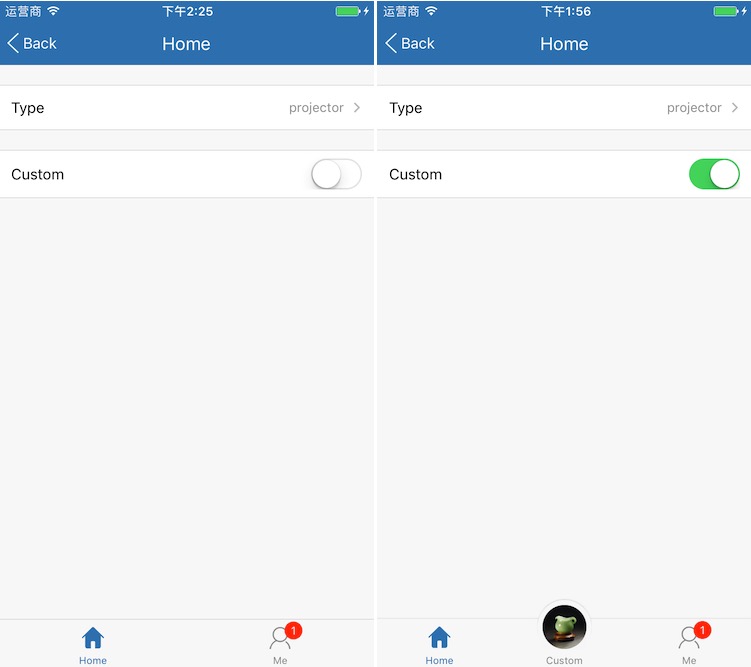 运营商 下午2:25
Back Home
Type projector
Custom
Home Me 1
运营商 下午1:56
Back Home
Type projector
Custom
Home Custom Me 1